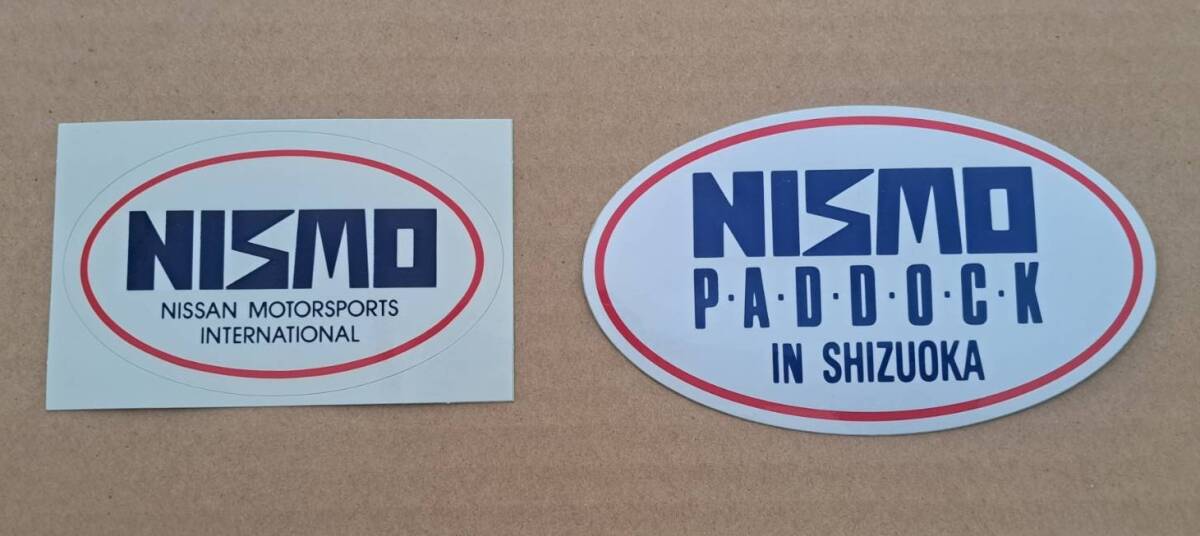 NISMO
NISSAN MOTORSPORTS
INTERNATIONAL
NISMO
P·A·D·D·O·C·K
IN SHIZUOKA